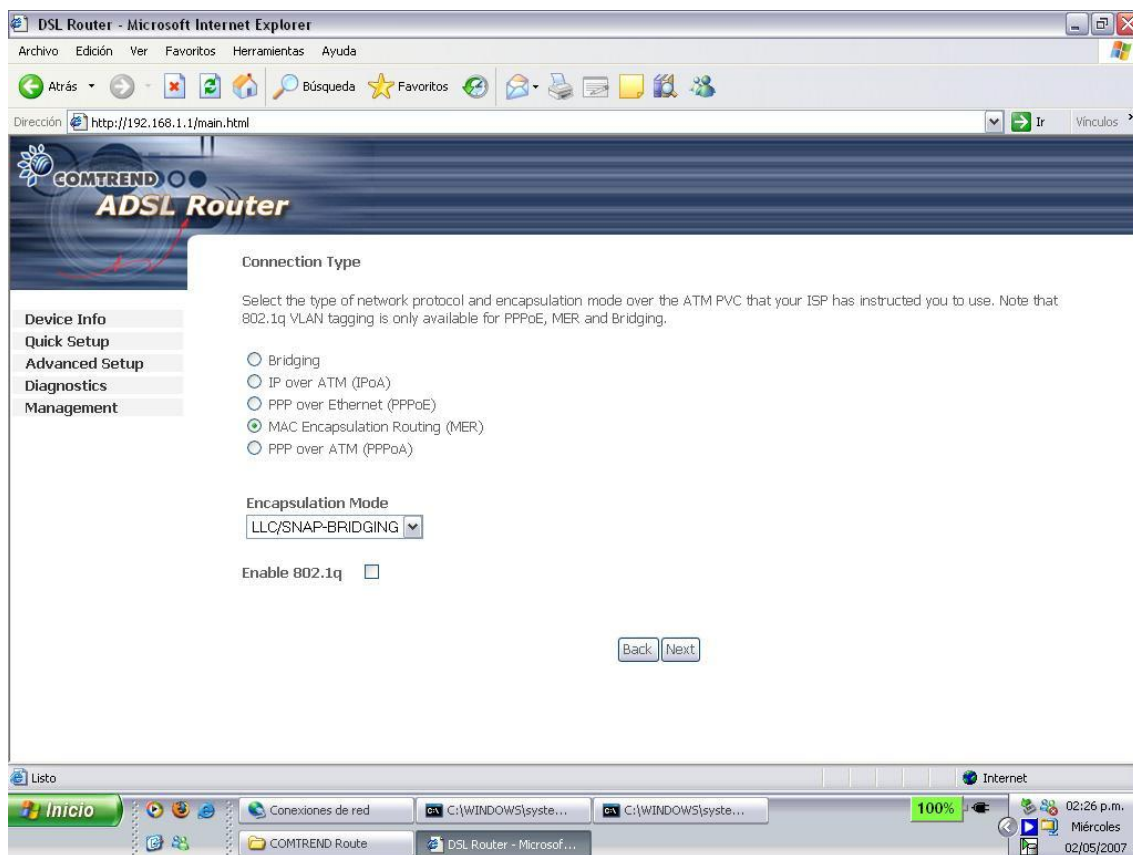 DSL Router - Microsoft Internet Explorer
Archivo Edición Ver Favoritos Herramientas Ayuda
Atrás Búsqueda Favoritos
Dirección http://192.168.1.1/main.html Ir Vínculos
COMTREND
ADSL Router
Device Info
Quick Setup
Advanced Setup
Diagnostics
Management
Connection Type
Select the type of network protocol and encapsulation mode over the ATM PVC that your ISP has instructed you to use. Note that
802.1q VLAN tagging is only available for PPPoE, MER and Bridging.
Bridging
IP over ATM (IPoA)
PPP over Ethernet (PPPoE)
MAC Encapsulation Routing (MER)
PPP over ATM (PPPoA)
Encapsulation Mode
LLC/SNAP-BRIDGING
Enable 802.1q
Back Next
Listo Internet
Inicio Conexiones de red C:\WINDOWS\syste... C:\WINDOWS\syste... 100% 02:26 p.m.
Miércoles
COMTREND Route DSL Router - Microsof... 02/05/2007